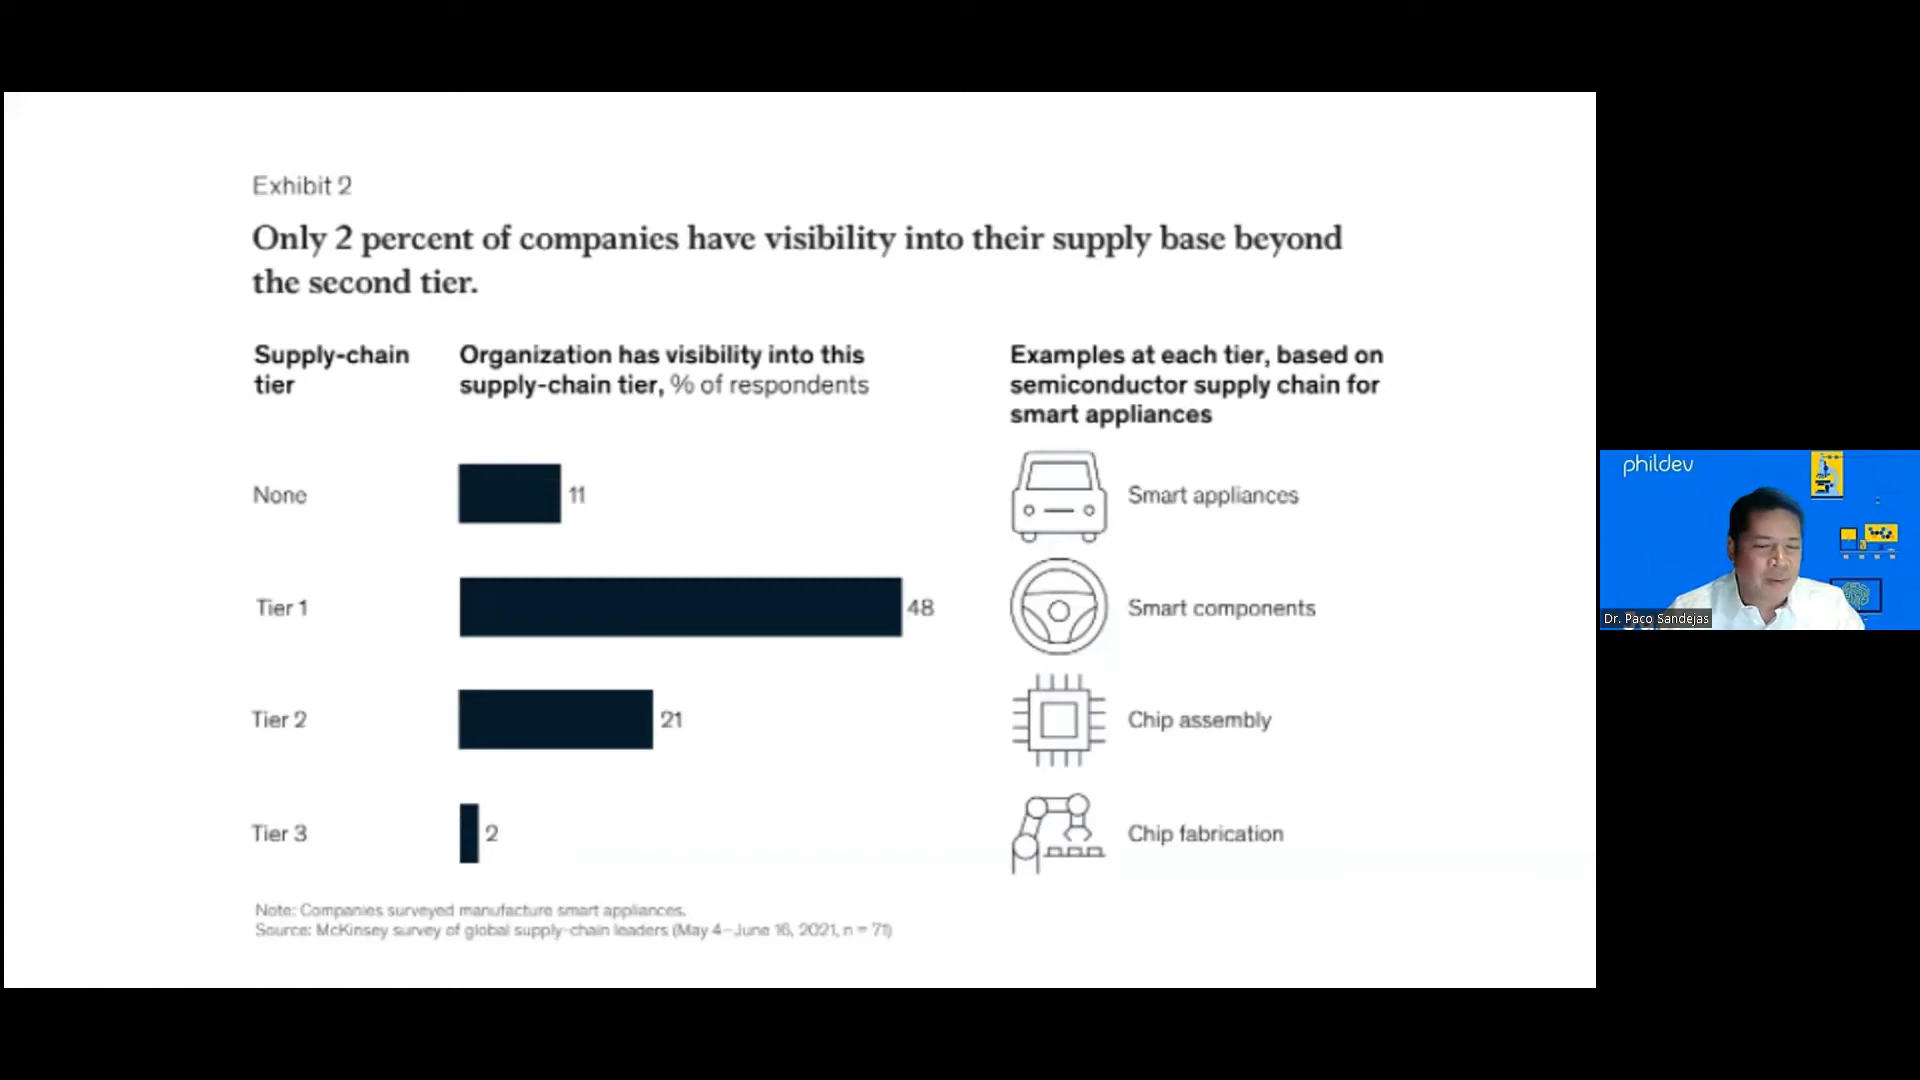 Exhibit 2
Only 2 percent of companies have visibility into their supply base beyond
the second tier.
Supply-chain
tier
Organization has visibility into this
supply-chain tier, % of respondents
Examples at each tier, based on
semiconductor supply chain for
smart appliances
None
11
Smart appliances
Tier 1
48
Smart components
Tier 2
21
Chip assembly
Tier 3
2
Chip fabrication
Note: Companies surveyed manufacture smart appliances.
Source: McKinsey survey of global supply-chain leaders (May 4–June 16, 2021, n = 71)
phildev
Dr. Paco Sandejas